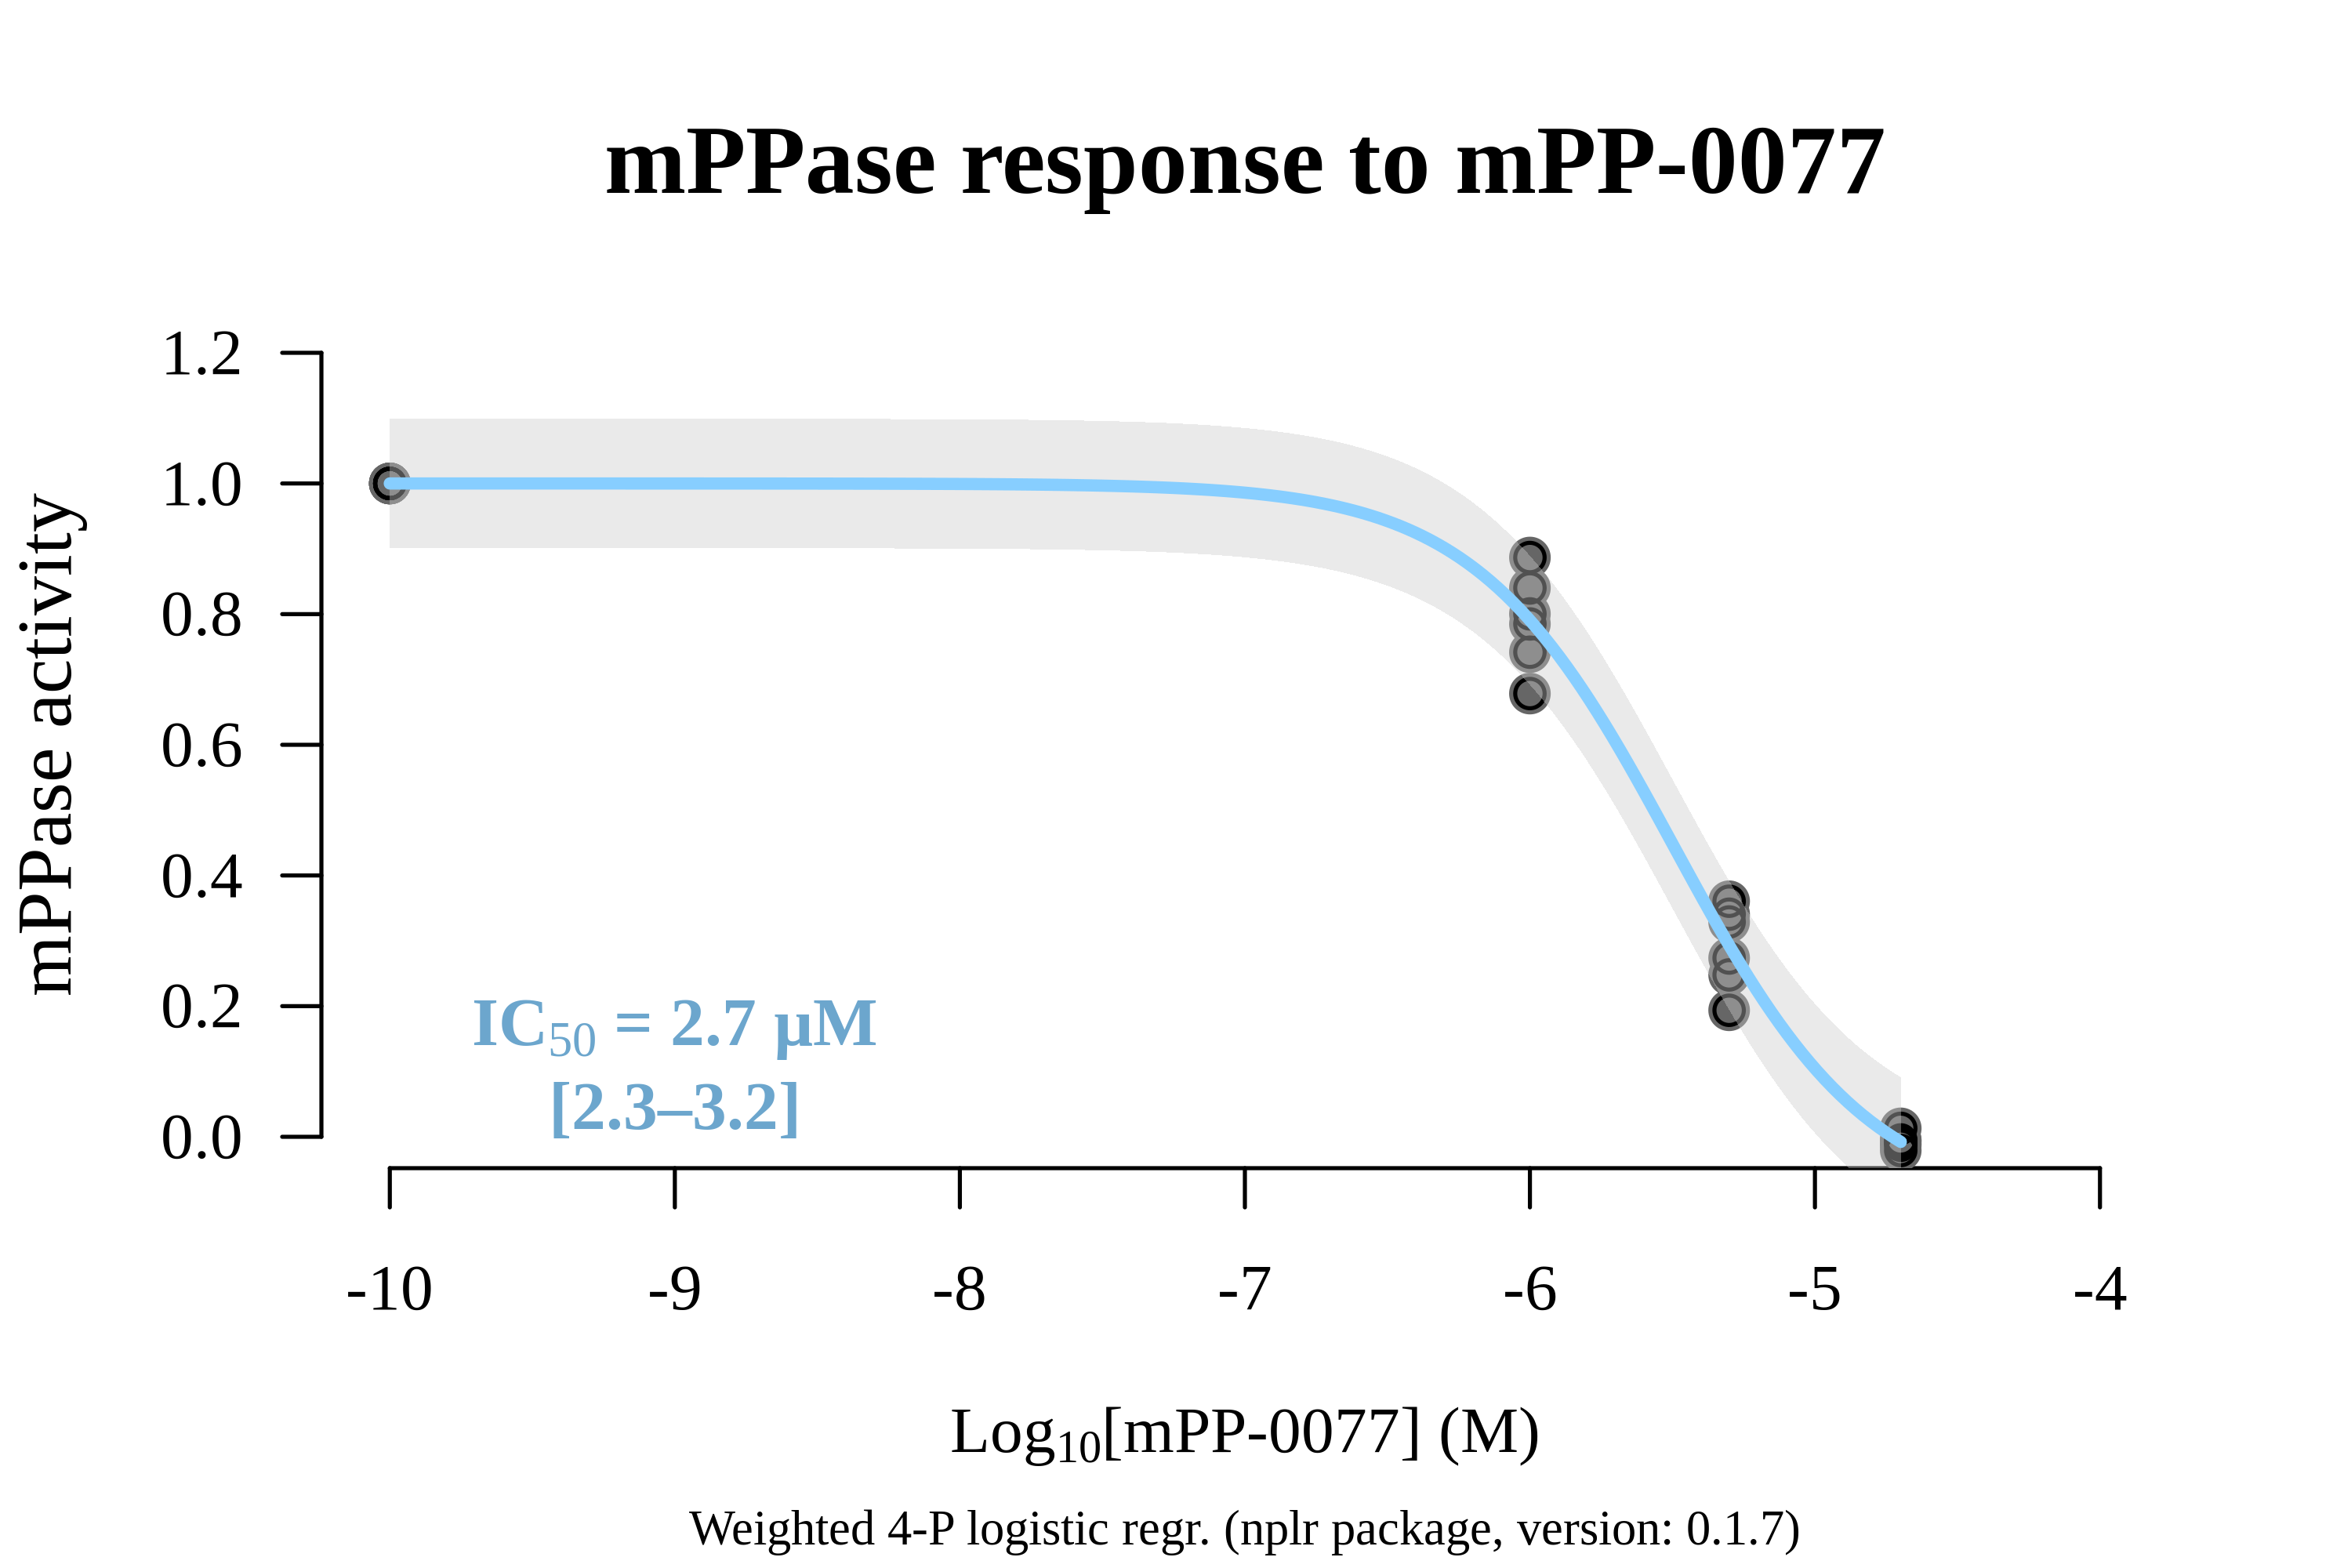 mPPase response to mPP-0077
mPPase activity
1.2
1.0
0.8
0.6
0.4
0.2
0.0
IC50 = 2.7 µM
[2.3–3.2]
-10 -9 -8 -7 -6 -5 -4
Log10[mPP-0077] (M)
Weighted 4-P logistic regr. (nplr package, version: 0.1.7)